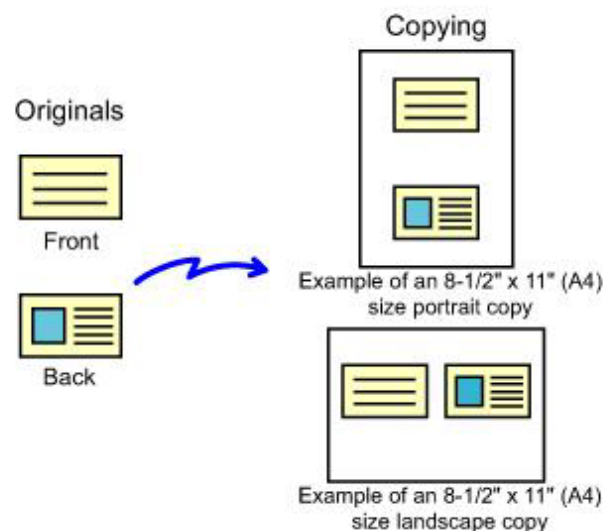 Copying
Originals
Front
Back
Example of an 8-1/2" x 11" (A4)
size portrait copy
Example of an 8-1/2" x 11" (A4)
size landscape copy